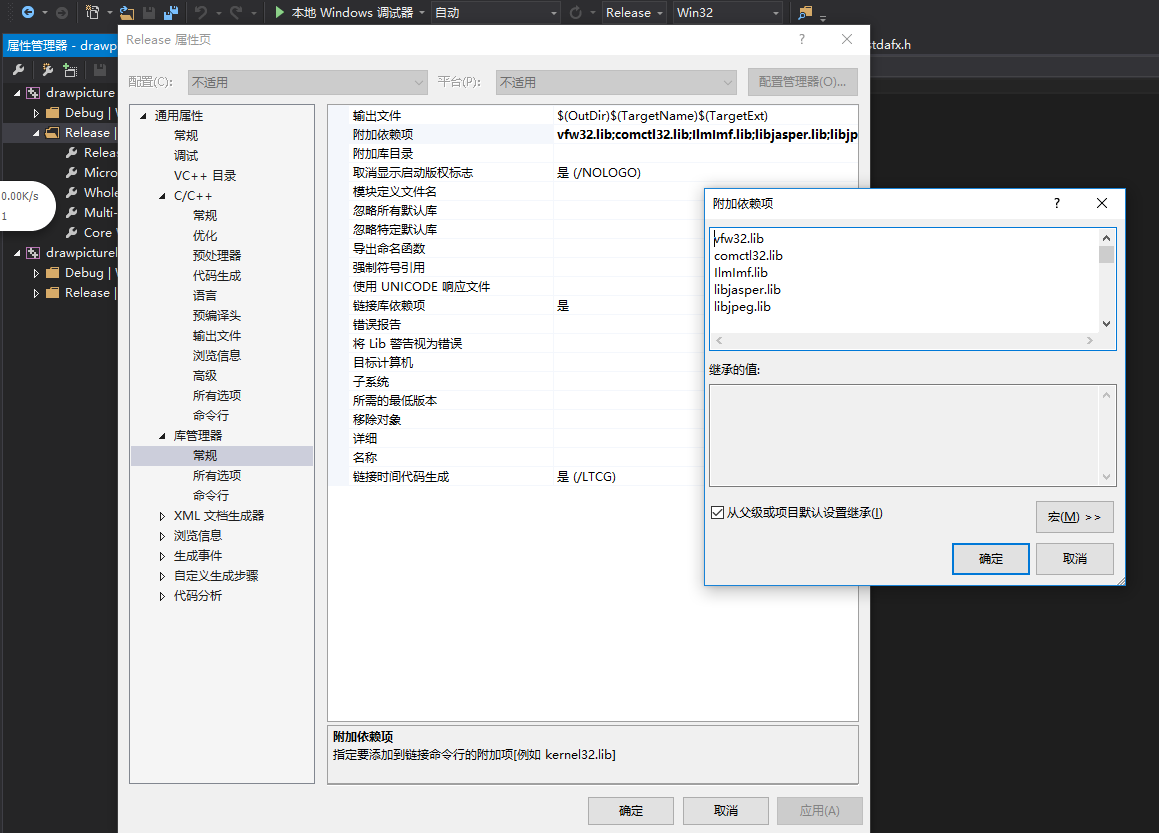 本地 Windows 调试器 自动 Release Win32
属性管理器 - drawp
stdafx.h
drawpicture
Debug | W
Release |
Releas
Micro
Whole
Multi-
Core W
drawpicturel
Debug | W
Release |
0.00K/s
1
Release 属性页 ?
配置(C): 不适用 平台(P): 不适用 配置管理器(O)...
通用属性
常规
调试
VC++ 目录
C/C++
常规
优化
预处理器
代码生成
语言
预编译头
输出文件
浏览信息
高级
所有选项
命令行
库管理器
常规
所有选项
命令行
XML 文档生成器
浏览信息
生成事件
自定义生成步骤
代码分析
输出文件 $(OutDir)$(TargetName)$(TargetExt)
附加依赖项 vfw32.lib;comctl32.lib;IlmImf.lib;libjasper.lib;libjp
附加库目录
取消显示启动版权标志 是 (/NOLOGO)
模块定义文件名
忽略所有默认库
忽略特定默认库
导出命名函数
强制符号引用
使用 UNICODE 响应文件
链接库依赖项 是
错误报告
将 Lib 警告视为错误
目标计算机
子系统
所需的最低版本
移除对象
详细
名称
链接时间代码生成 是 (/LTCG)
附加依赖项
指定要添加到链接命令行的附加项[例如 kernel32.lib]
确定 取消 应用(A)
附加依赖项 ?
vfw32.lib
comctl32.lib
IlmImf.lib
libjasper.lib
libjpeg.lib
继承的值:
从父级或项目默认设置继承(I)
宏(M) >>
确定 取消